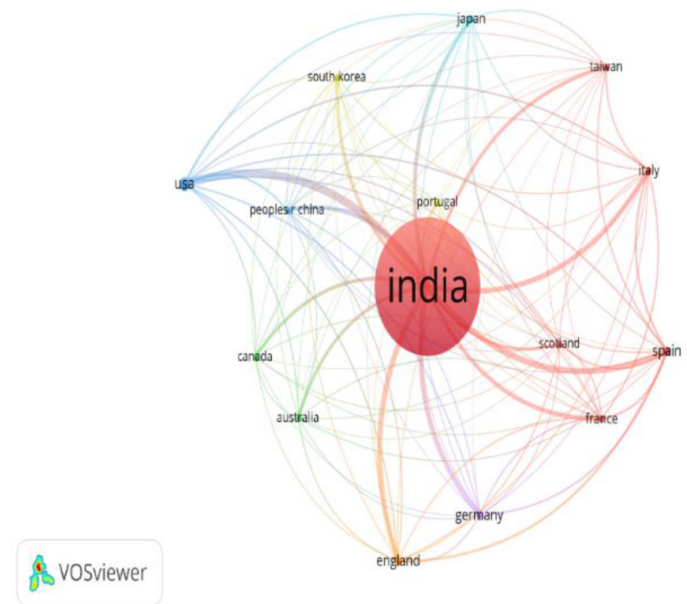 japan
taiwan
south korea
italy
usa
portugal
peoples r china
india
scotland
spain
canada
australia
france
germany
england
VOSviewer